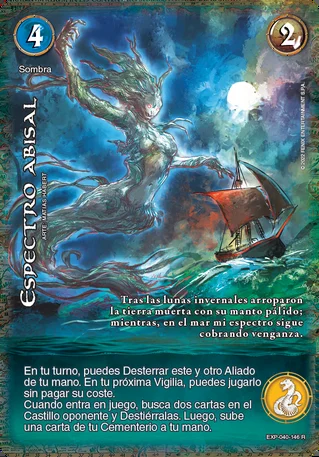 4
2
Sombra
ESPECTRO ABISAL
ARTE: MATÍAS HABERT
© 2022 FENIX ENTERTAINMENT S.P.A.
Tras las lunas invernales arroparon
la tierra muerta con su manto pálido;
mientras, en el mar mi espectro sigue
cobrando venganza.
En tu turno, puedes Desterrar este y otro Aliado
de tu mano. En tu próxima Vigilia, puedes jugarlo
sin pagar su coste.
Cuando entra en juego, busca dos cartas en el
Castillo oponente y Destiérralas. Luego, sube
una carta de tu Cementerio a tu mano.
EXP-040-146 R